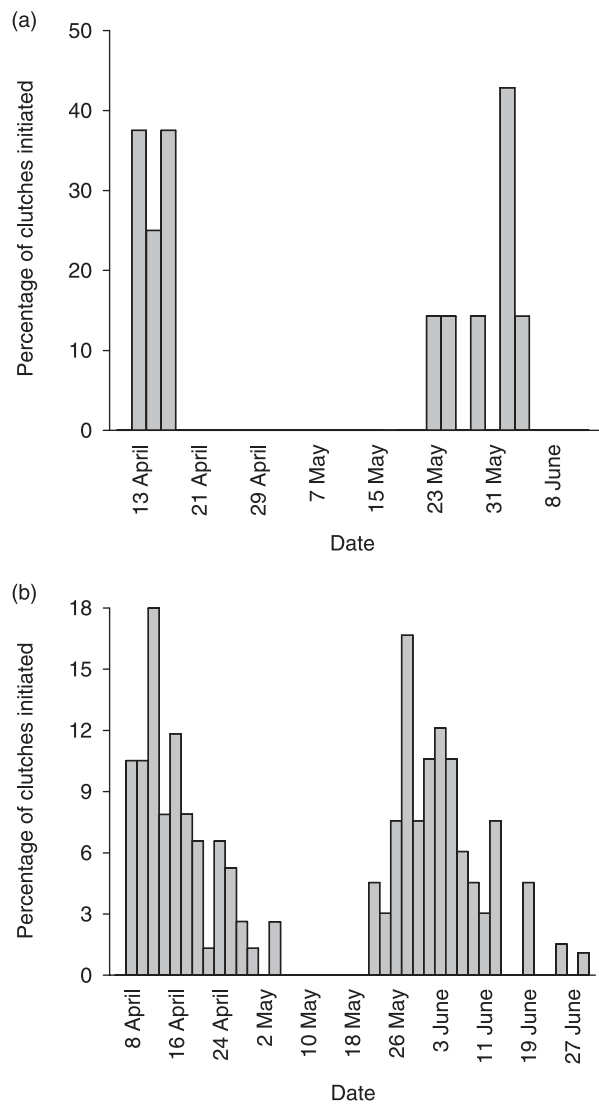 (a)
Percentage of clutches initiated
50
40
30
20
10
0
13 April
21 April
29 April
7 May
15 May
23 May
31 May
8 June
Date
(b)
Percentage of clutches initiated
18
15
12
9
6
3
0
8 April
16 April
24 April
2 May
10 May
18 May
26 May
3 June
11 June
19 June
27 June
Date